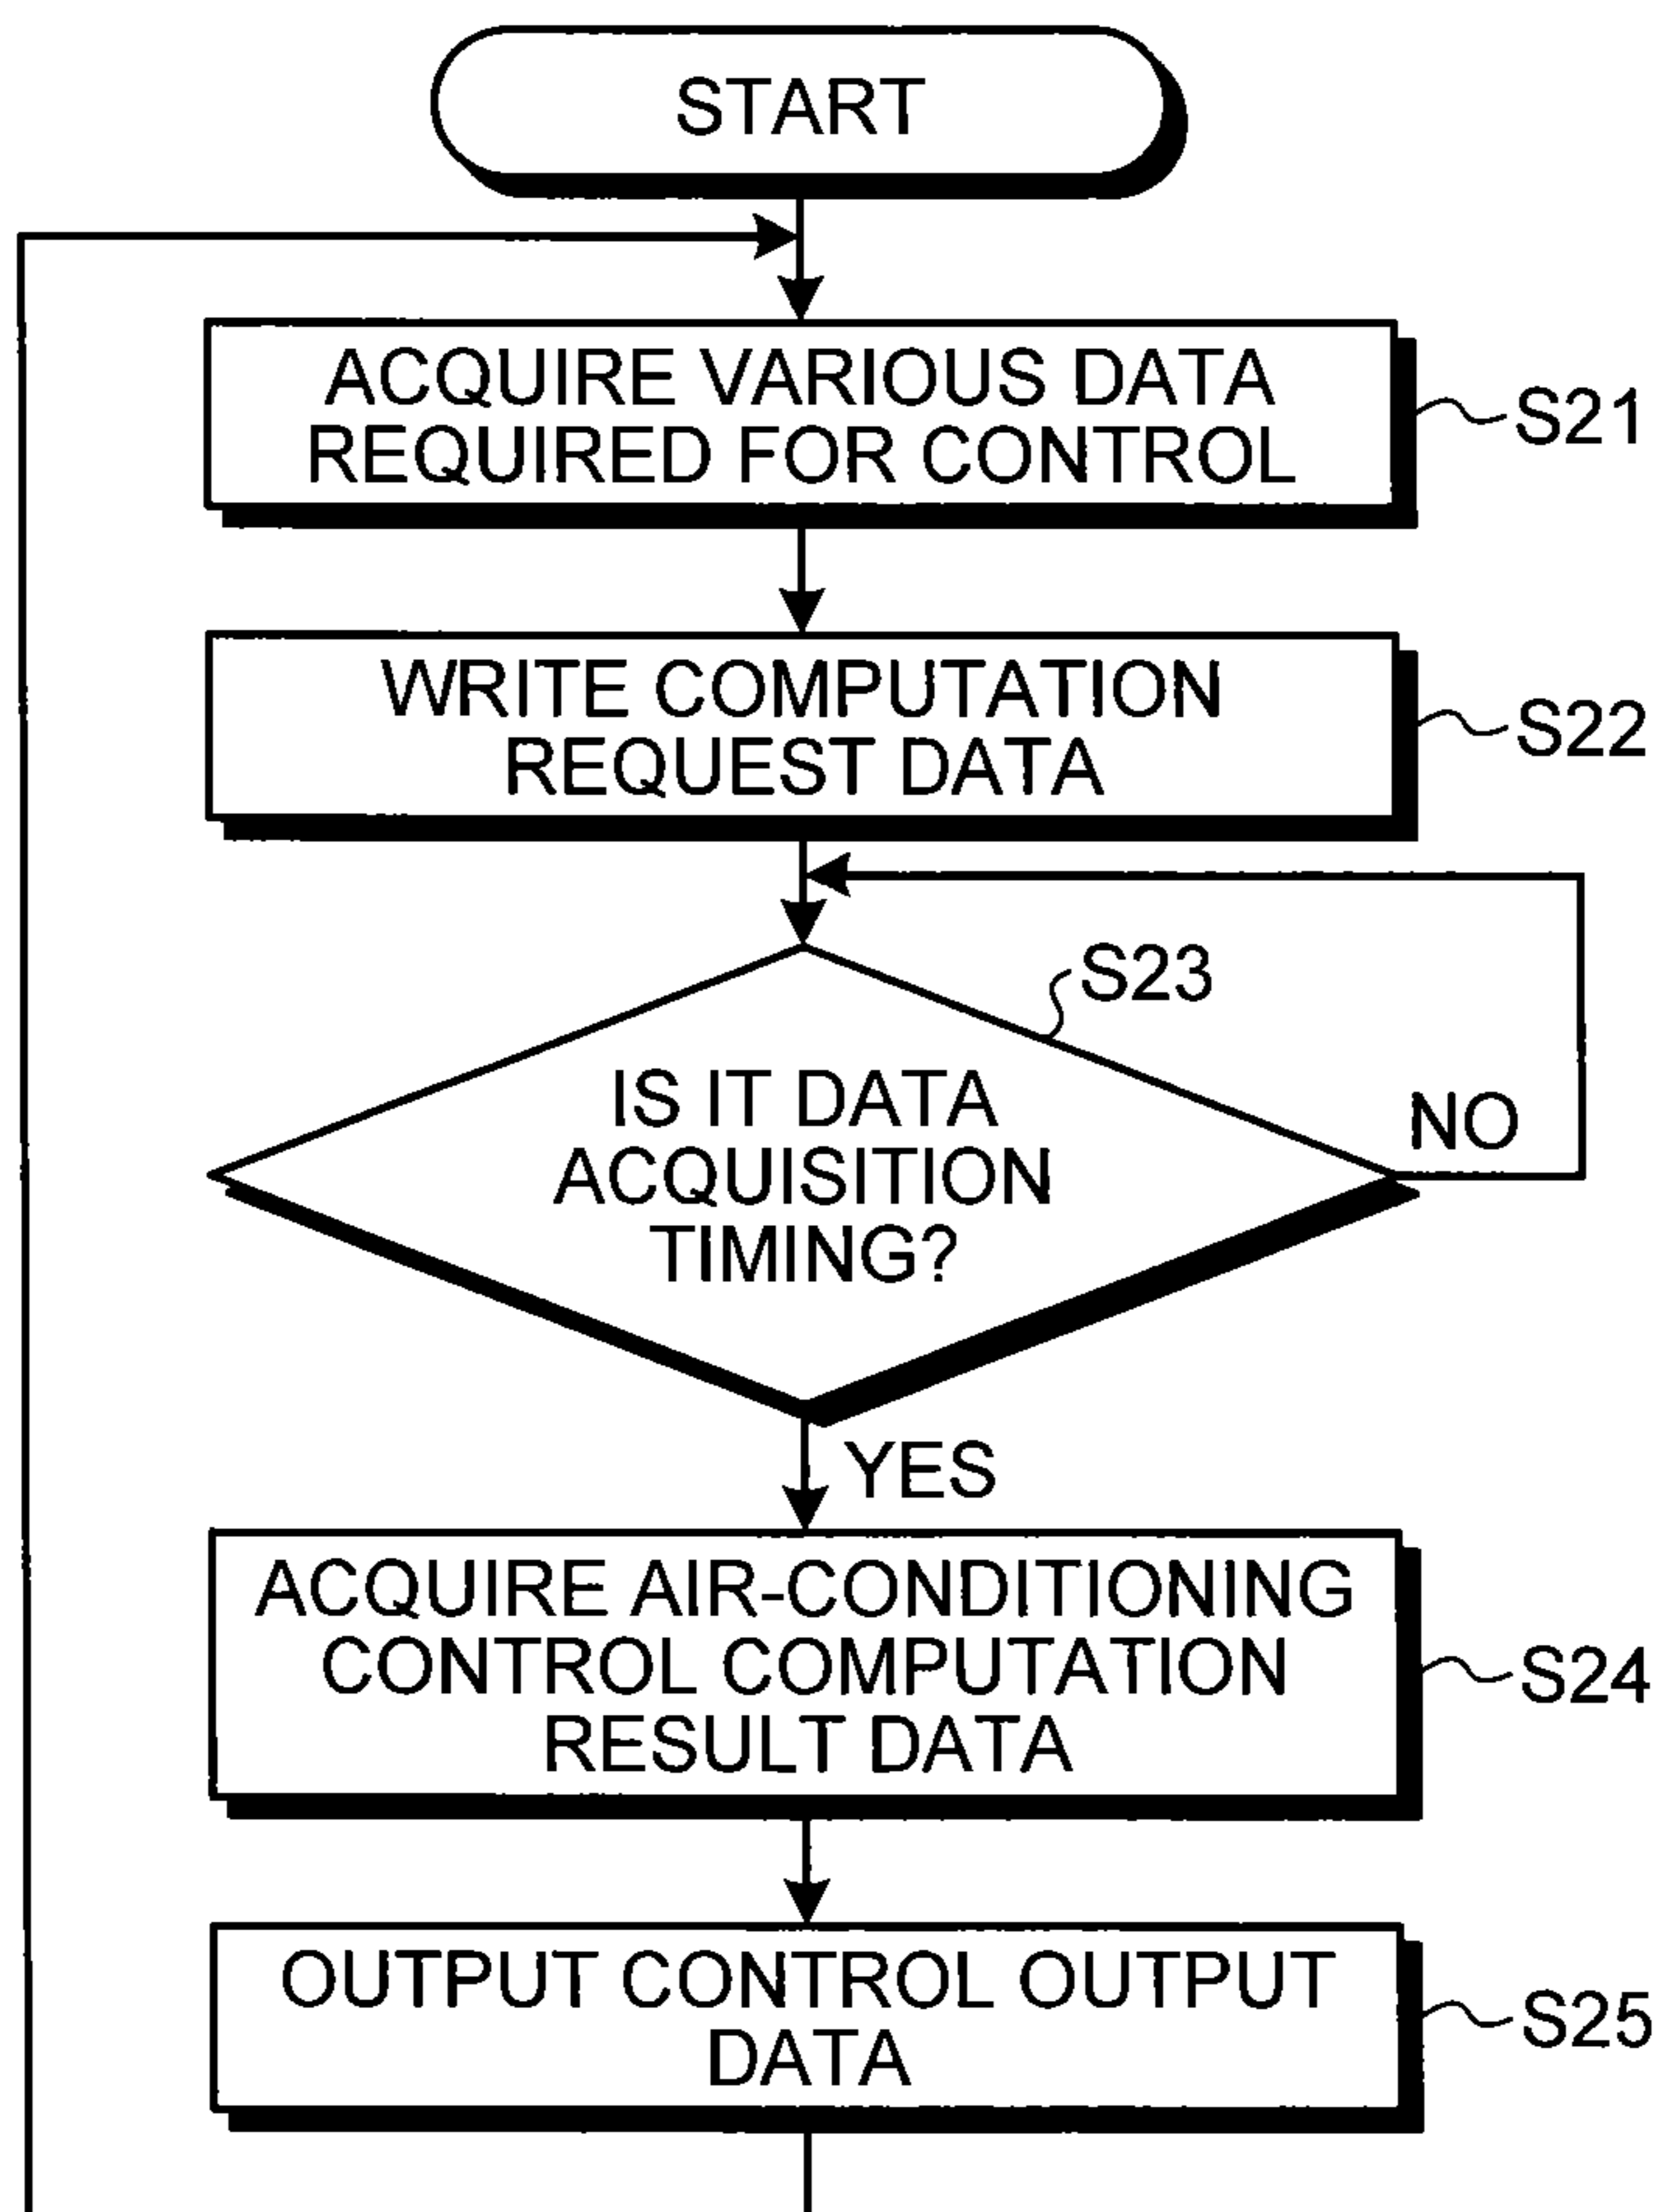 START
ACQUIRE VARIOUS DATA
REQUIRED FOR CONTROL
S21
WRITE COMPUTATION
REQUEST DATA
S22
S23
IS IT DATA
ACQUISITION
TIMING?
NO
YES
ACQUIRE AIR-CONDITIONING
CONTROL COMPUTATION
RESULT DATA
S24
OUTPUT CONTROL OUTPUT
DATA
S25